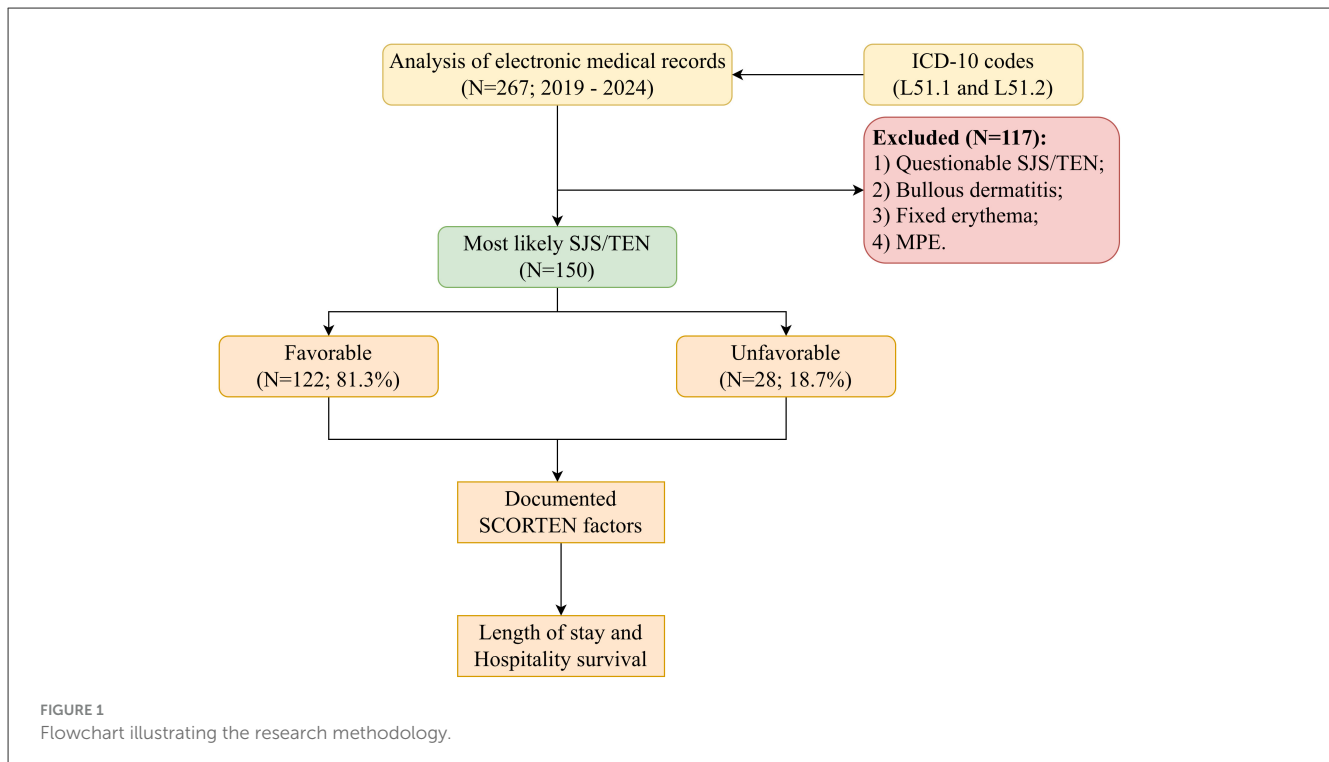 Analysis of electronic medical records
(N=267; 2019 - 2024)
ICD-10 codes
(L51.1 and L51.2)
Excluded (N=117):
1) Questionable SJS/TEN;
2) Bullous dermatitis;
3) Fixed erythema;
4) MPE.
Most likely SJS/TEN
(N=150)
Favorable
(N=122; 81.3%)
Unfavorable
(N=28; 18.7%)
Documented
SCORTEN factors
Length of stay and
Hospitality survival
FIGURE 1
Flowchart illustrating the research methodology.